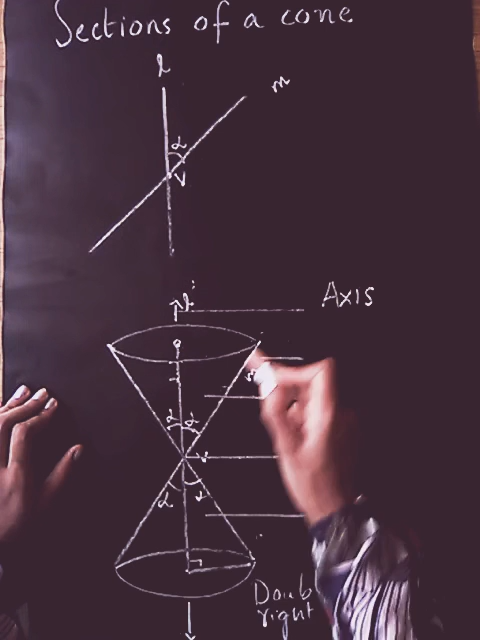 Sections of a cone
l
m
α
V
l
Axis
α α
V
α
Doub
right